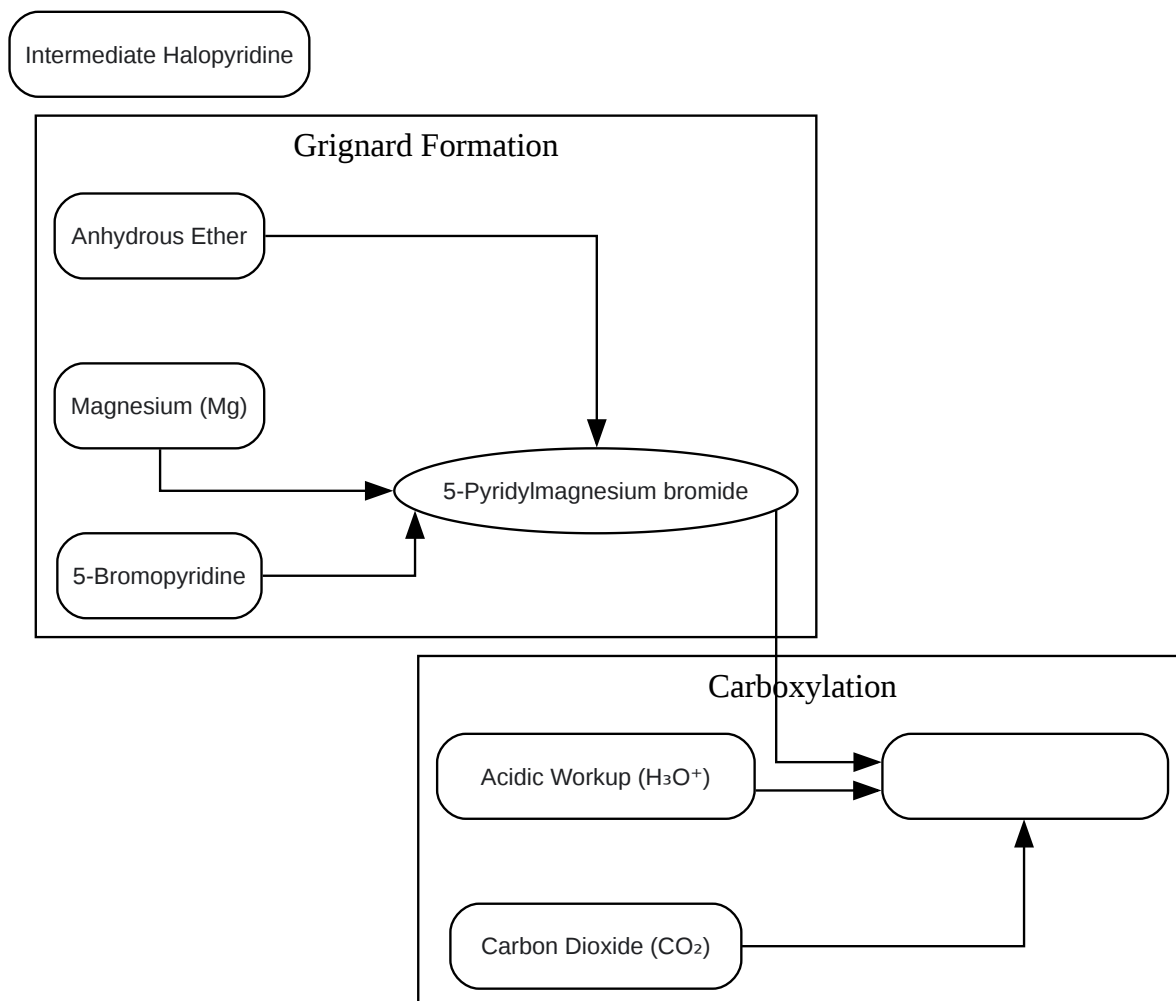 Intermediate Halopyridine
Grignard Formation
Anhydrous Ether
Magnesium (Mg)
5-Pyridylmagnesium bromide
5-Bromopyridine
Carboxylation
Acidic Workup (H₃O⁺)
Carbon Dioxide (CO₂)